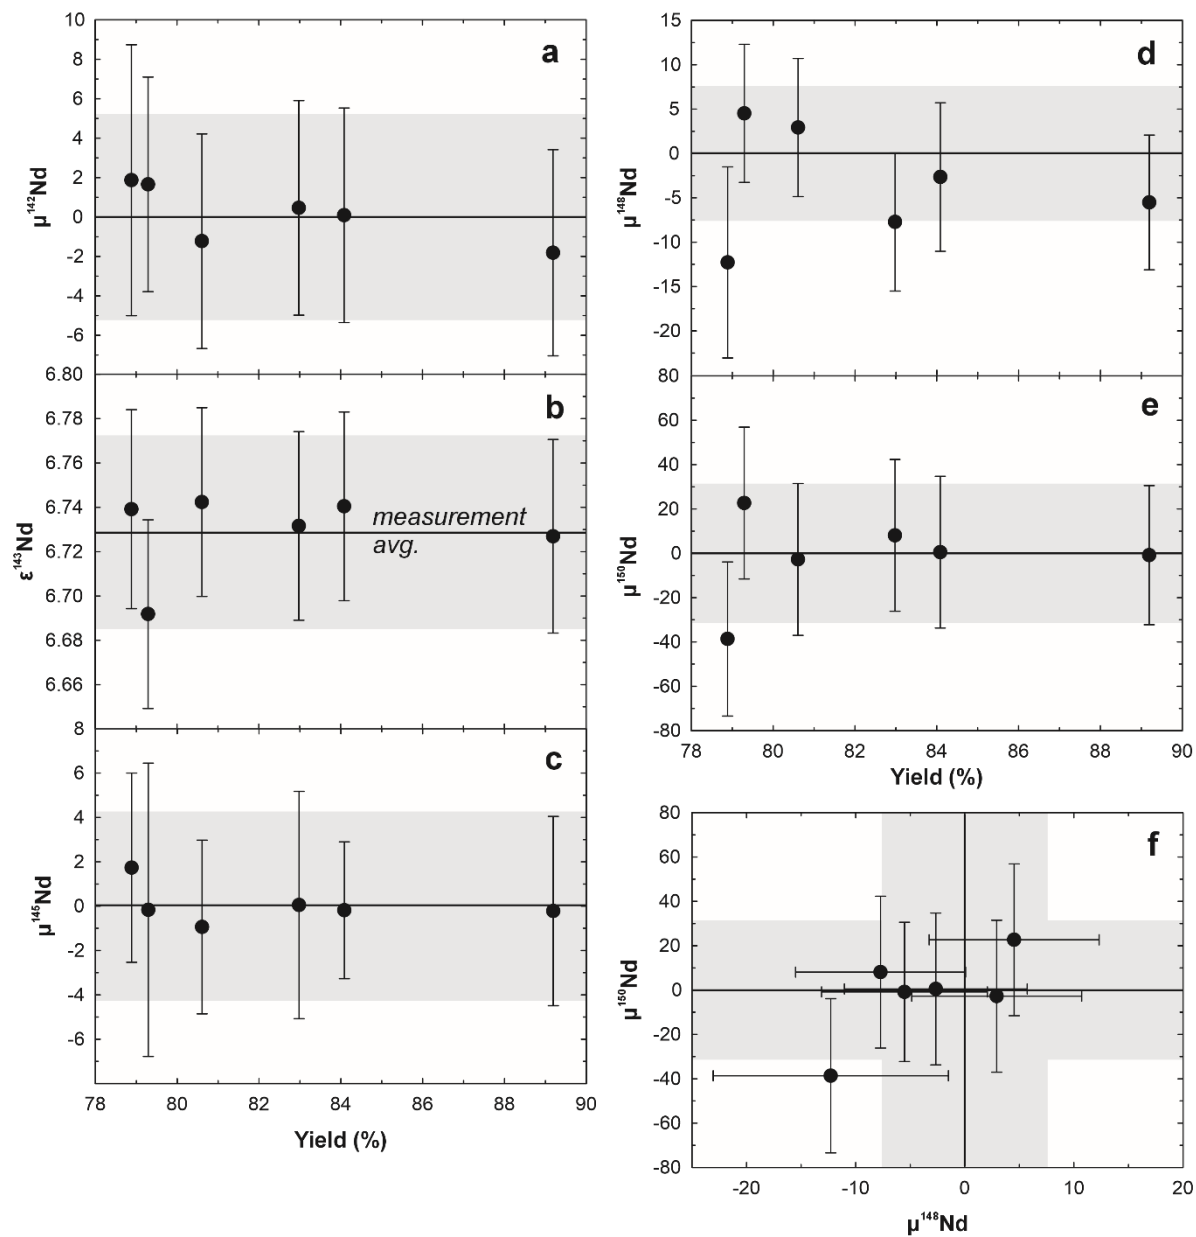 a
10
8
6
4
2
0
-2
-4
-6
μ¹⁴²Nd
b
6.80
6.78
6.76
6.74
6.72
6.70
6.68
6.66
ε¹⁴³Nd
measurement
avg.
c
8
6
4
2
0
-2
-4
-6
μ¹⁴⁵Nd
78 80 82 84 86 88 90
Yield (%)
d
15
10
5
0
-5
-10
-15
-20
μ¹⁴⁸Nd
e
80
60
40
20
0
-20
-40
-60
-80
μ¹⁵⁰Nd
78 80 82 84 86 88 90
Yield (%)
f
80
60
40
20
0
-20
-40
-60
-80
μ¹⁵⁰Nd
-20 -10 0 10 20
μ¹⁴⁸Nd